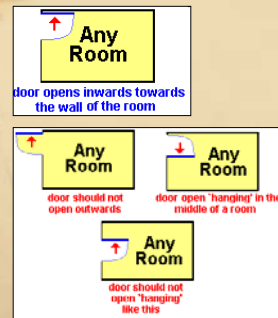 Any
Room
door opens inwards towards
the wall of the room
Any
Room
door should not
open outwards
Any
Room
door open 'hanging' in the
middle of a room
Any
Room
door should not
open 'hanging'
like this